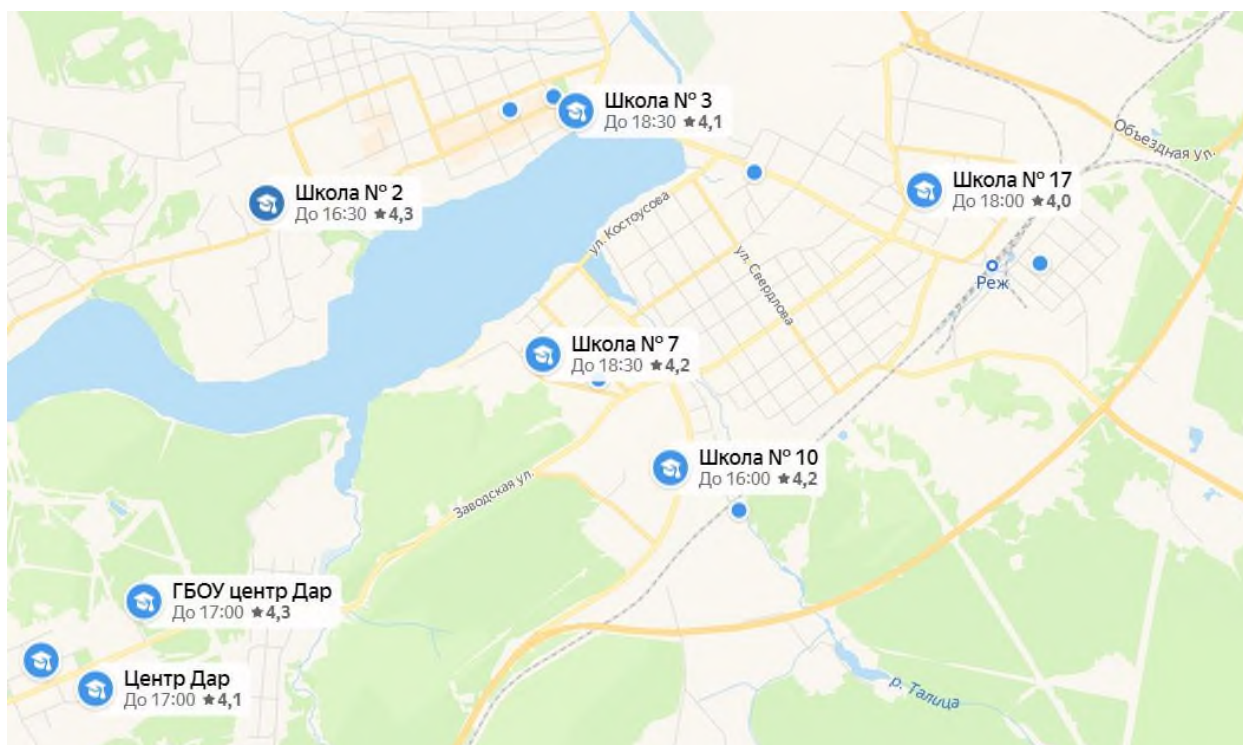 Школа № 3
До 18:30 ★4,1
Объездная ул.
Школа № 17
До 18:00 ★4,0
Школа № 2
До 16:30 ★4,3
ул. Костоусова
ул. Свердлова
Реж
Школа № 7
До 18:30 ★4,2
Школа № 10
До 16:00 ★4,2
Заводская ул.
ГБОУ центр Дар
До 17:00 ★4,3
Центр Дар
До 17:00 ★4,1
р. Талица